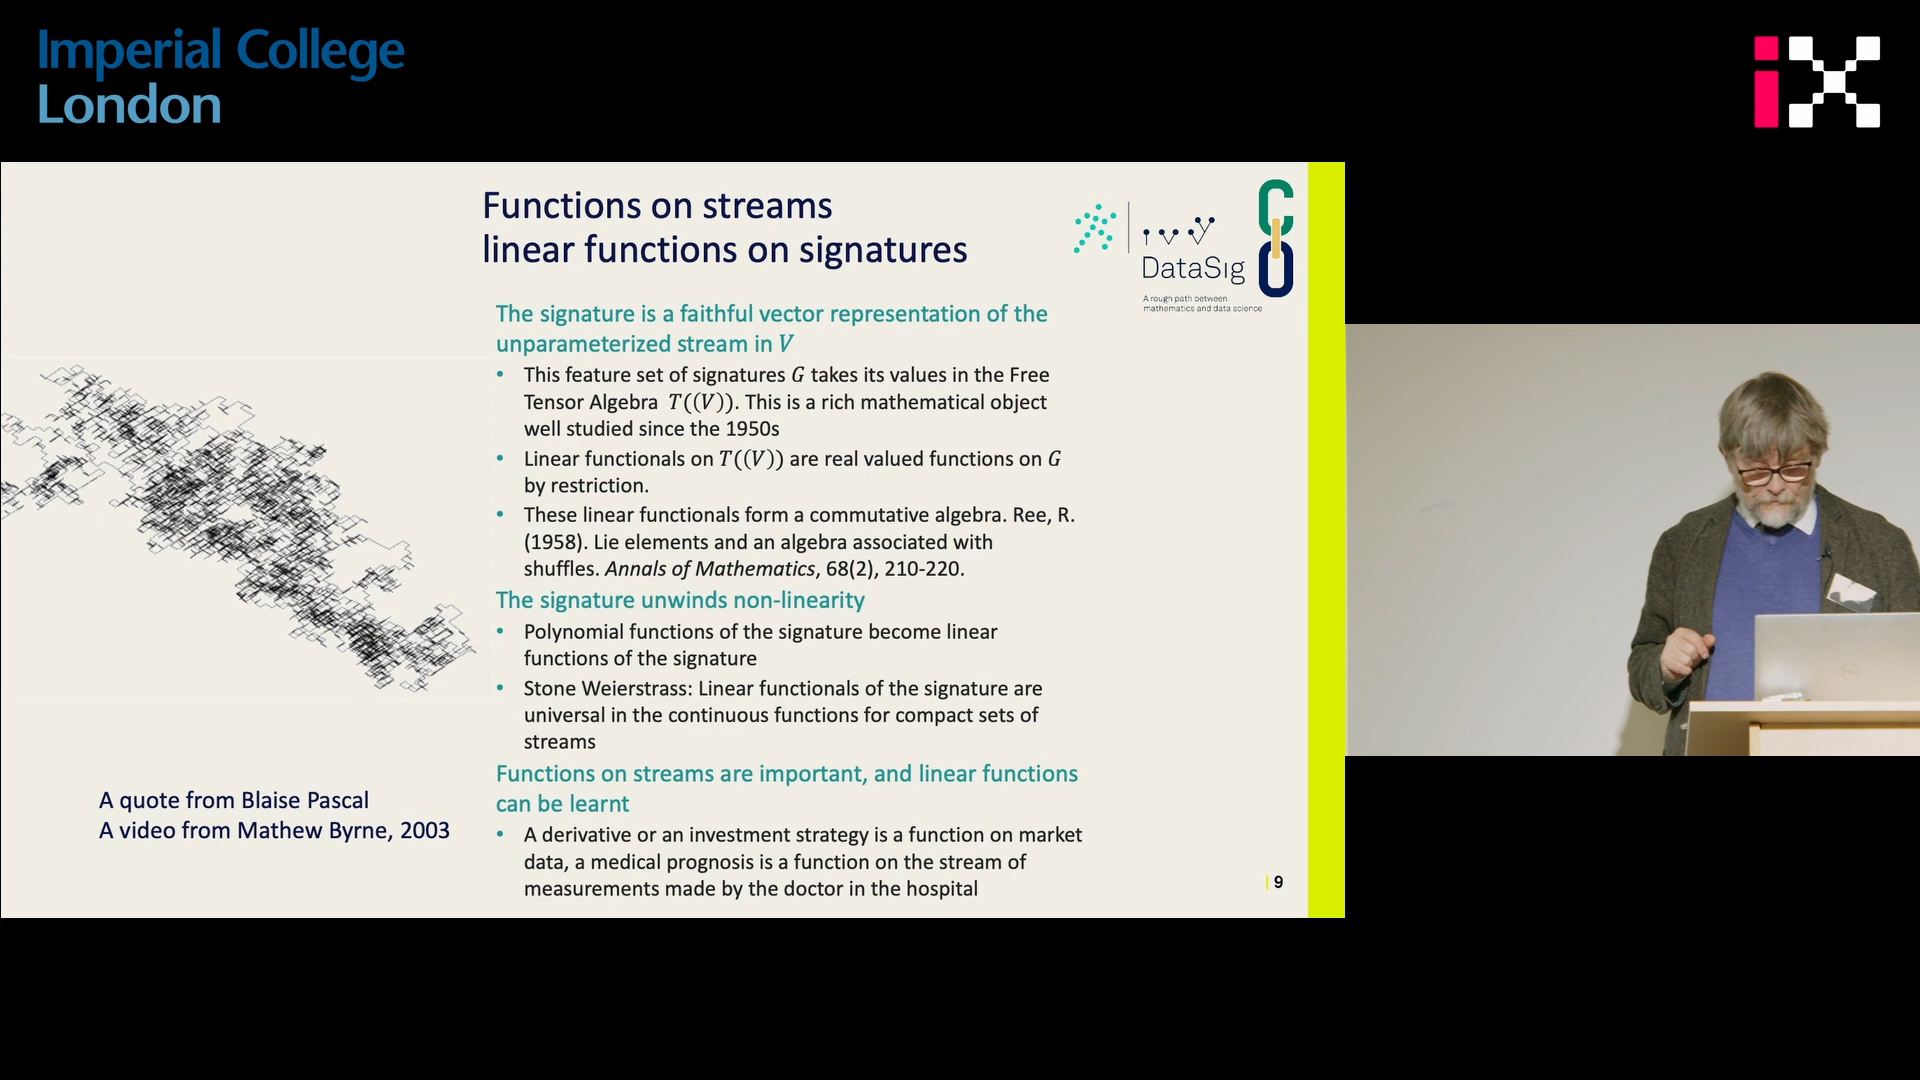 Imperial College
London
iX
Functions on streams
linear functions on signatures
DataSıg
A rough path between
mathematics and data science
The signature is a faithful vector representation of the
unparameterized stream in V
• This feature set of signatures G takes its values in the Free
Tensor Algebra T((V)). This is a rich mathematical object
well studied since the 1950s
• Linear functionals on T((V)) are real valued functions on G
by restriction.
• These linear functionals form a commutative algebra. Ree, R.
(1958). Lie elements and an algebra associated with
shuffles. Annals of Mathematics, 68(2), 210-220.
The signature unwinds non-linearity
• Polynomial functions of the signature become linear
functions of the signature
• Stone Weierstrass: Linear functionals of the signature are
universal in the continuous functions for compact sets of
streams
Functions on streams are important, and linear functions
can be learnt
• A derivative or an investment strategy is a function on market
data, a medical prognosis is a function on the stream of
measurements made by the doctor in the hospital
A quote from Blaise Pascal
A video from Mathew Byrne, 2003
| 9